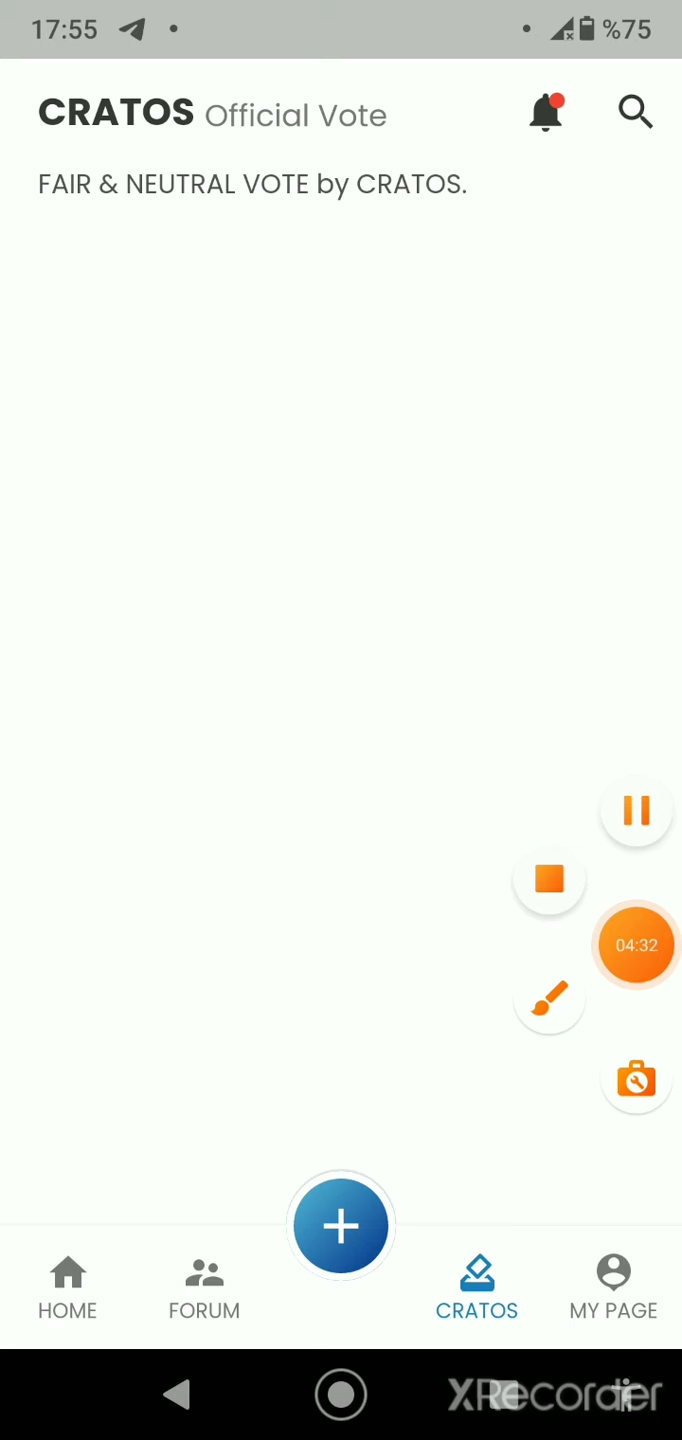 17:55 %75
CRATOS Official Vote
FAIR & NEUTRAL VOTE by CRATOS.
04:32
HOME FORUM CRATOS MY PAGE
XRecorder